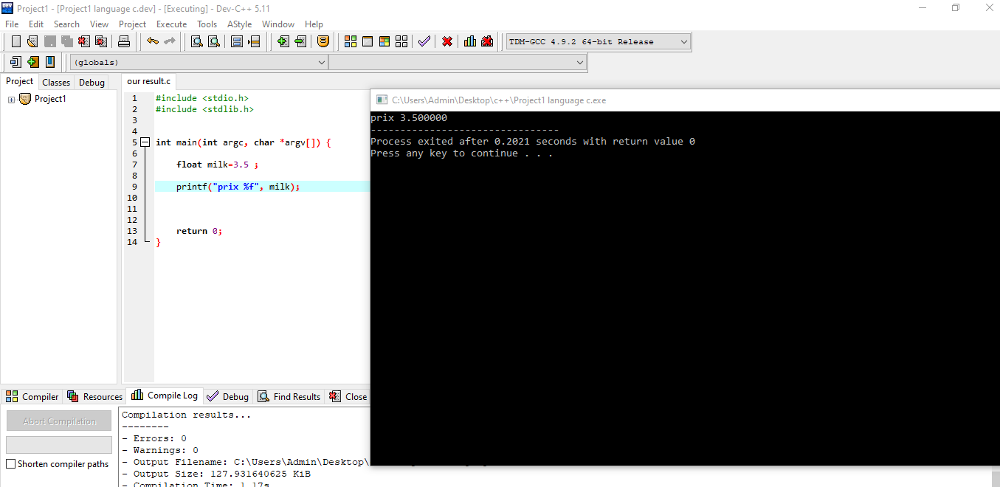 Project1 - [Project1 language c.dev] - [Executing] - Dev-C++ 5.11
File Edit Search View Project Execute Tools AStyle Window Help
TDM-GCC 4.9.2 64-bit Release
(globals)
Project Classes Debug
our result.c
Project1
1 #include <stdio.h>
2 #include <stdlib.h>
3
4
5 int main(int argc, char *argv[]) {
6
7 float milk=3.5 ;
8
9 printf("prix %f", milk);
10
11
12
13 return 0;
14 }
C:\Users\Admin\Desktop\c++\Project1 language c.exe
prix 3.500000
--------------------------------
Process exited after 0.2021 seconds with return value 0
Press any key to continue . . .
Compiler Resources Compile Log Debug Find Results Close
Abort Compilation
Shorten compiler paths
Compilation results...
--------
- Errors: 0
- Warnings: 0
- Output Filename: C:\Users\Admin\Desktop\
- Output Size: 127.931640625 KiB
- Compilation Time: 1.17s